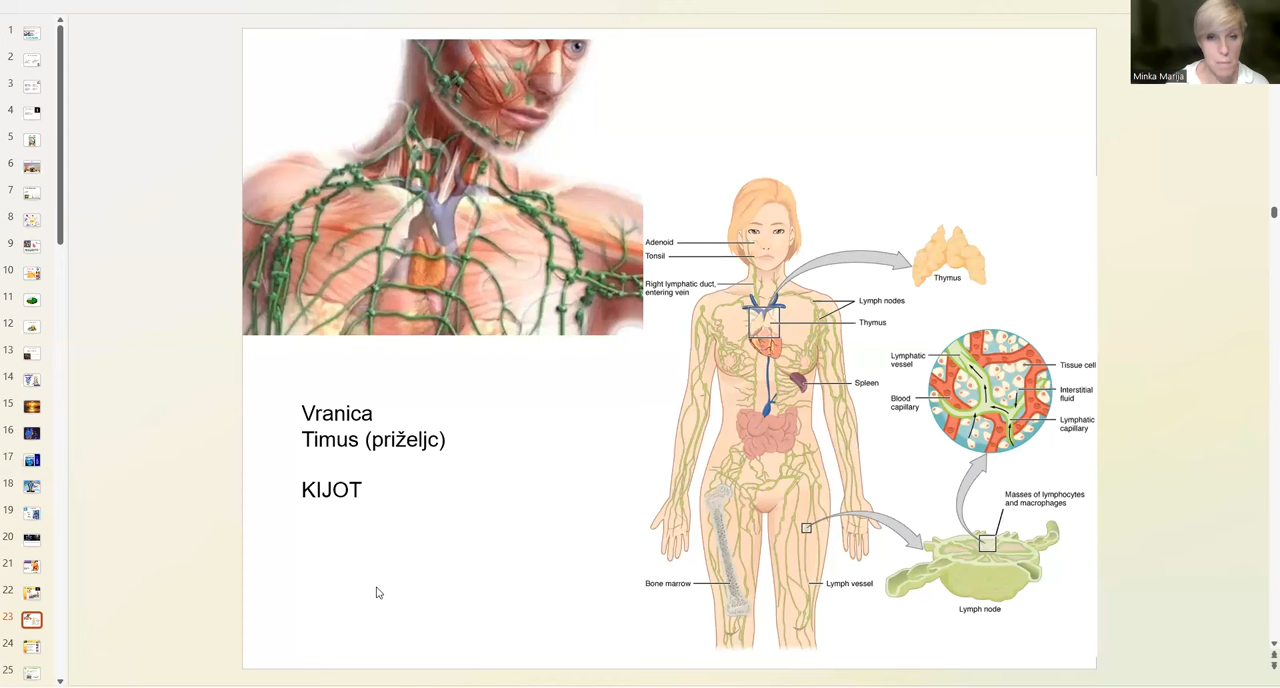 1
2
3
4
5
6
7
8
9
10
11
12
13
14
15
16
17
18
19
20
21
22
23
24
25
Minka Marija
Vranica
Timus (priželjc)
KIJOT
Adenoid
Tonsil
Right lymphatic duct,
entering vein
Lymph nodes
Thymus
Spleen
Bone marrow
Lymph vessel
Thymus
Lymphatic
vessel
Blood
capillary
Tissue cell
Interstitial
fluid
Lymphatic
capillary
Masses of lymphocytes
and macrophages
Lymph node